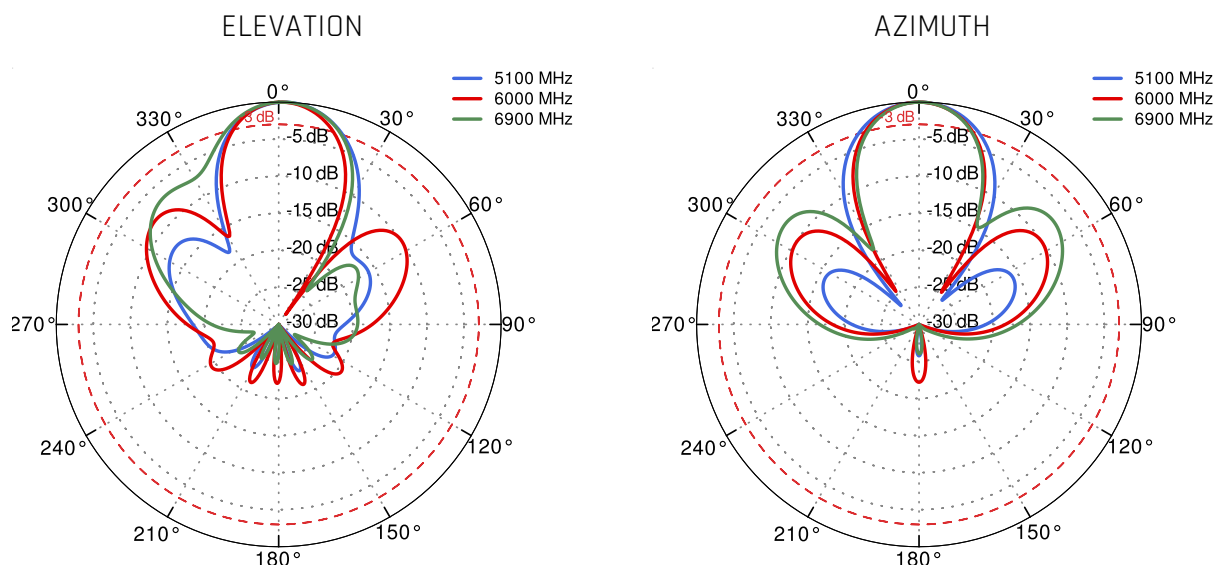 ELEVATION
5100 MHz
6000 MHz
6900 MHz
0°
330°
30°
3 dB
-5 dB
-10 dB
300°
60°
-15 dB
-20 dB
-25 dB
-30 dB
270°
90°
240°
120°
210°
150°
180°
AZIMUTH
5100 MHz
6000 MHz
6900 MHz
0°
330°
30°
3 dB
-5 dB
-10 dB
300°
60°
-15 dB
-20 dB
-25 dB
-30 dB
270°
90°
240°
120°
210°
150°
180°